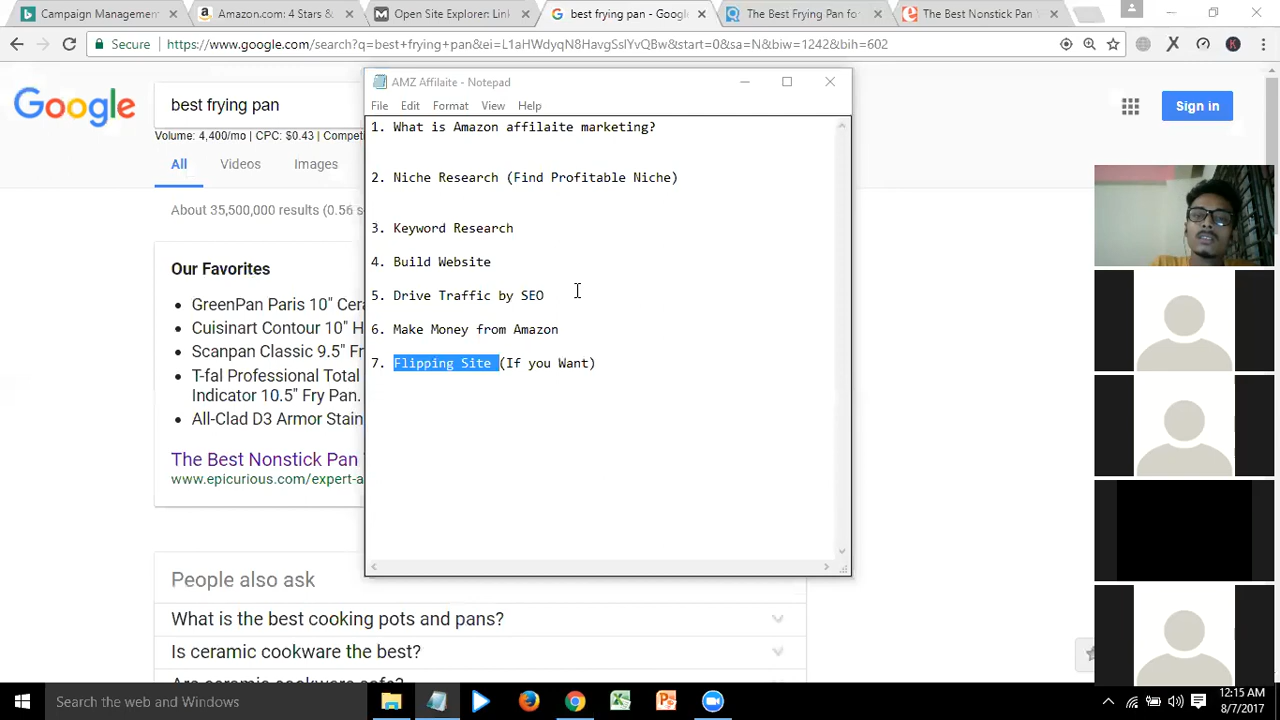 Campaign Management
Amazon.com: 4 Stars &
Open Site Explorer: Lin
best frying pan - Google
The Best Frying Pan fo
The Best Nonstick Pan
Secure
https://www.google.com/search?q=best+frying+pan&ei=L1aHWdyqN8HavgSslYvQBw&start=0&sa=N&biw=1242&bih=602
Google
best frying pan
Sign in
Volume: 4,400/mo | CPC: $0.43 | Compet
All Videos Images
About 35,500,000 results (0.56 s
Our Favorites
GreenPan Paris 10" Cera
Cuisinart Contour 10" H
Scanpan Classic 9.5" Fr
T-fal Professional Total
Indicator 10.5" Fry Pan.
All-Clad D3 Armor Stain
The Best Nonstick Pan
www.epicurious.com/expert-a
People also ask
What is the best cooking pots and pans?
Is ceramic cookware the best?
Are ceramic cookware safe?
AMZ Affilaite - Notepad
File Edit Format View Help
1. What is Amazon affilaite marketing?
2. Niche Research (Find Profitable Niche)
3. Keyword Research
4. Build Website
5. Drive Traffic by SEO
6. Make Money from Amazon
7. Flipping Site (If you Want)
Search the web and Windows
12:15 AM
8/7/2017